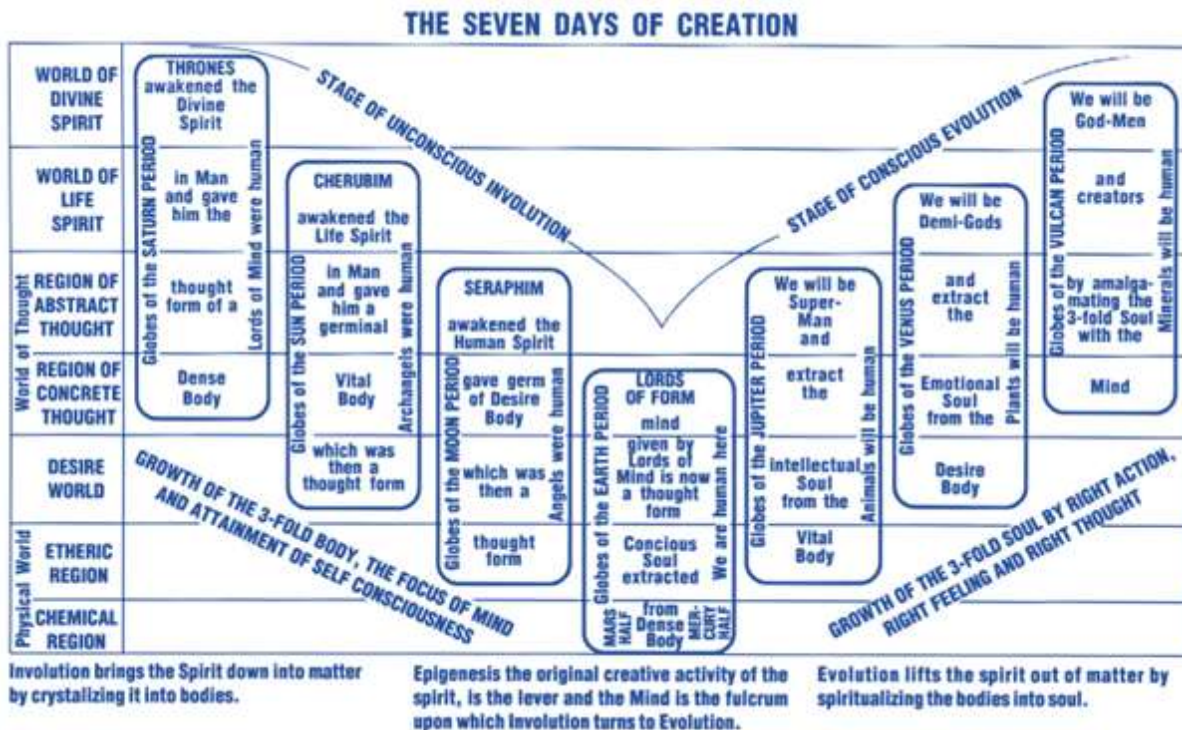 THE SEVEN DAYS OF CREATION
World of Thought
Physical World
WORLD OF
DIVINE
SPIRIT
WORLD OF
LIFE
SPIRIT
REGION OF
ABSTRACT
THOUGHT
REGION OF
CONCRETE
THOUGHT
DESIRE
WORLD
ETHERIC
REGION
CHEMICAL
REGION
STAGE OF UNCONSCIOUS INVOLUTION
STAGE OF CONSCIOUS EVOLUTION
Globes of the SATURN PERIOD
THRONES
awakened the
Divine
Spirit
in Man
and gave
him the
thought
form of a
Dense
Body
Lords of Mind were human
Globes of the SUN PERIOD
CHERUBIM
awakened the
Life Spirit
in Man
and gave
him a
germinal
Vital
Body
which was
then a
thought form
Archangels were human
Globes of the MOON PERIOD
SERAPHIM
awakened the
Human Spirit
gave germ
of Desire
Body
which was
then a
thought
form
Angels were human
Globes of the EARTH PERIOD
LORDS
OF FORM
mind
given by
Lords of
Mind is now
a thought
form
Concious
Soul
extracted
from
Dense
Body
MARS
HALF
MER-
CURY
HALF
We are human here
Globes of the JUPITER PERIOD
We will be
Super-
Man
and
extract
the
Intellectual
Soul
from the
Vital
Body
Animals will be human
Globes of the VENUS PERIOD
We will be
Demi-Gods
and
extract
the
Emotional
Soul
from the
Desire
Body
Plants will be human
Globes of the VULCAN PERIOD
We will be
God-Men
and
creators
by amalga-
mating the
3-fold Soul
with the
Mind
Minerals will be human
GROWTH OF THE 3-FOLD BODY, THE FOCUS OF MIND
AND ATTAINMENT OF SELF CONSCIOUSNESS
GROWTH OF THE 3-FOLD SOUL BY RIGHT ACTION,
RIGHT FEELING AND RIGHT THOUGHT
Involution brings the Spirit down into matter
by crystalizing it into bodies.
Epigenesis the original creative activity of the
spirit, is the lever and the Mind is the fulcrum
upon which Involution turns to Evolution.
Evolution lifts the spirit out of matter by
spiritualizing the bodies into soul.